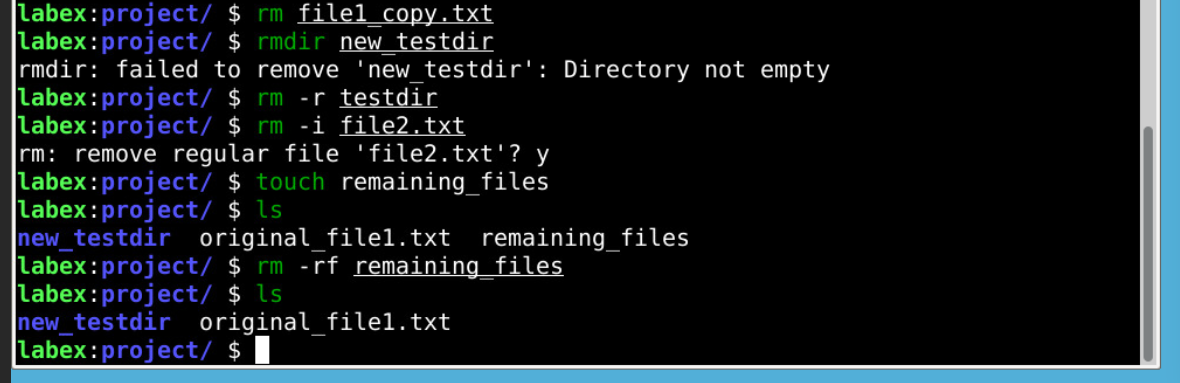 labex:project/ $ rm file1_copy.txt
labex:project/ $ rmdir new_testdir
rmdir: failed to remove 'new_testdir': Directory not empty
labex:project/ $ rm -r testdir
labex:project/ $ rm -i file2.txt
rm: remove regular file 'file2.txt'? y
labex:project/ $ touch remaining_files
labex:project/ $ ls
new_testdir  original_file1.txt  remaining_files
labex:project/ $ rm -rf remaining_files
labex:project/ $ ls
new_testdir  original_file1.txt
labex:project/ $